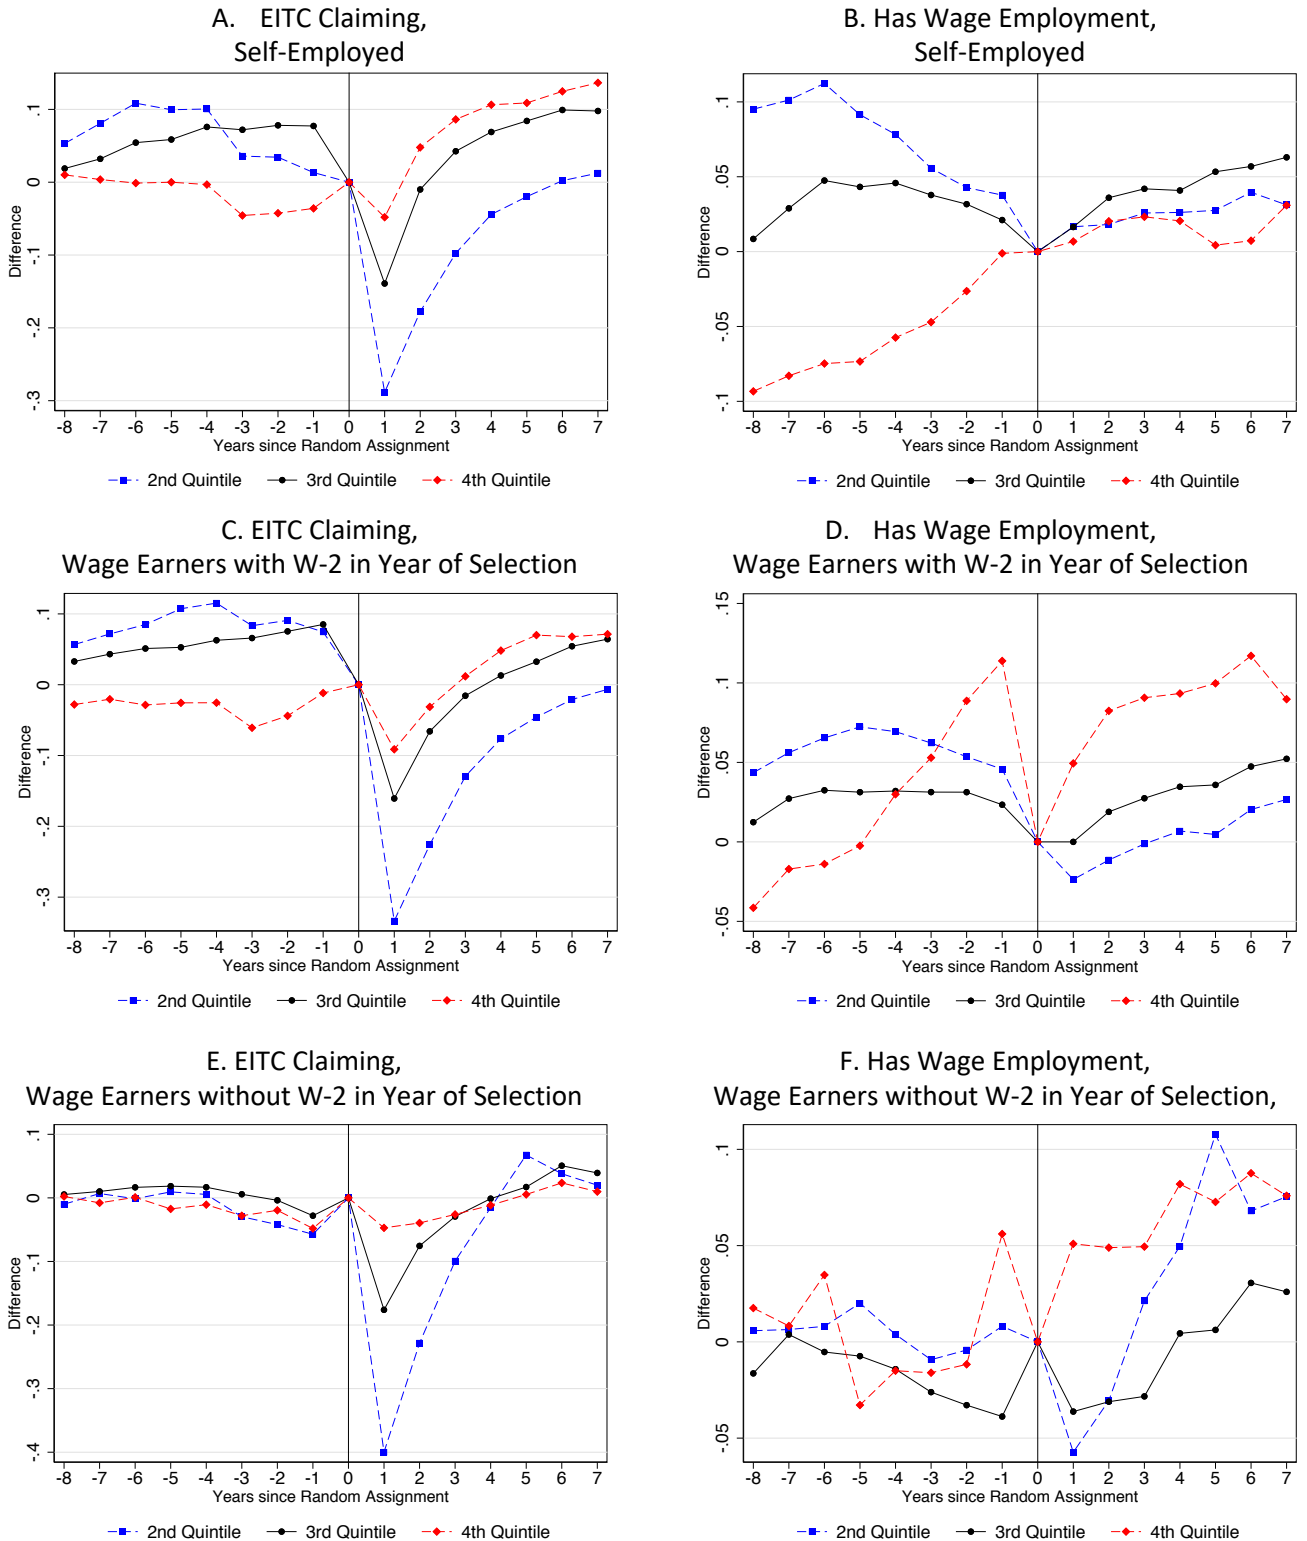 A. EITC Claiming,
Self-Employed
.1
0
-.1
-.2
-.3
Difference
-8 -7 -6 -5 -4 -3 -2 -1 0 1 2 3 4 5 6 7
Years since Random Assignment
2nd Quintile 3rd Quintile 4th Quintile
B. Has Wage Employment,
Self-Employed
.1
.05
0
-.05
-.1
Difference
-8 -7 -6 -5 -4 -3 -2 -1 0 1 2 3 4 5 6 7
Years since Random Assignment
2nd Quintile 3rd Quintile 4th Quintile
C. EITC Claiming,
Wage Earners with W-2 in Year of Selection
.1
0
-.1
-.2
-.3
Difference
-8 -7 -6 -5 -4 -3 -2 -1 0 1 2 3 4 5 6 7
Years since Random Assignment
2nd Quintile 3rd Quintile 4th Quintile
D. Has Wage Employment,
Wage Earners with W-2 in Year of Selection
.15
.1
.05
0
-.05
Difference
-8 -7 -6 -5 -4 -3 -2 -1 0 1 2 3 4 5 6 7
Years since Random Assignment
2nd Quintile 3rd Quintile 4th Quintile
E. EITC Claiming,
Wage Earners without W-2 in Year of Selection
.1
0
-.1
-.2
-.3
-.4
Difference
-8 -7 -6 -5 -4 -3 -2 -1 0 1 2 3 4 5 6 7
Years since Random Assignment
2nd Quintile 3rd Quintile 4th Quintile
F. Has Wage Employment,
Wage Earners without W-2 in Year of Selection,
.1
.05
0
-.05
Difference
-8 -7 -6 -5 -4 -3 -2 -1 0 1 2 3 4 5 6 7
Years since Random Assignment
2nd Quintile 3rd Quintile 4th Quintile